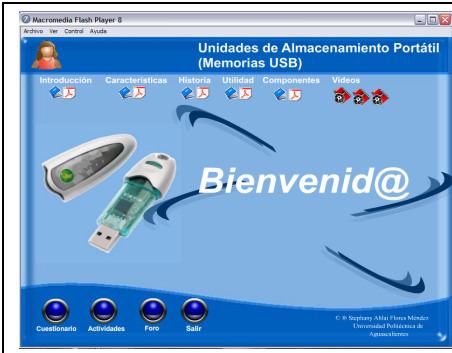 Macromedia Flash Player 8
Archivo Ver Control Ayuda
Unidades de Almacenamiento Portátil
(Memorias USB)
Introducción Características Historia Utilidad Componentes Videos
Bienvenid@
Cuestionario Actividades Foro Salir
© ® Stephany Ahlai Flores Méndez
Universidad Politécnica de
Aguascalientes